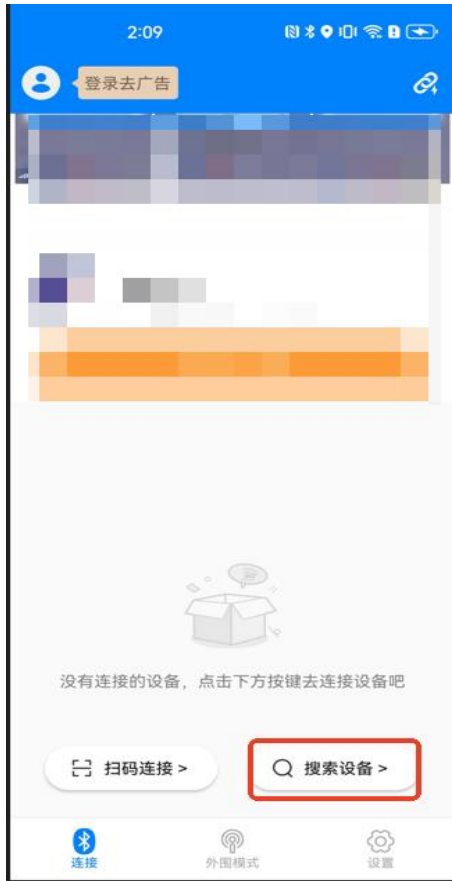 2:09
登录去广告
没有连接的设备，点击下方按键去连接设备吧
扫码连接 >
搜索设备 >
连接
外围模式
设置